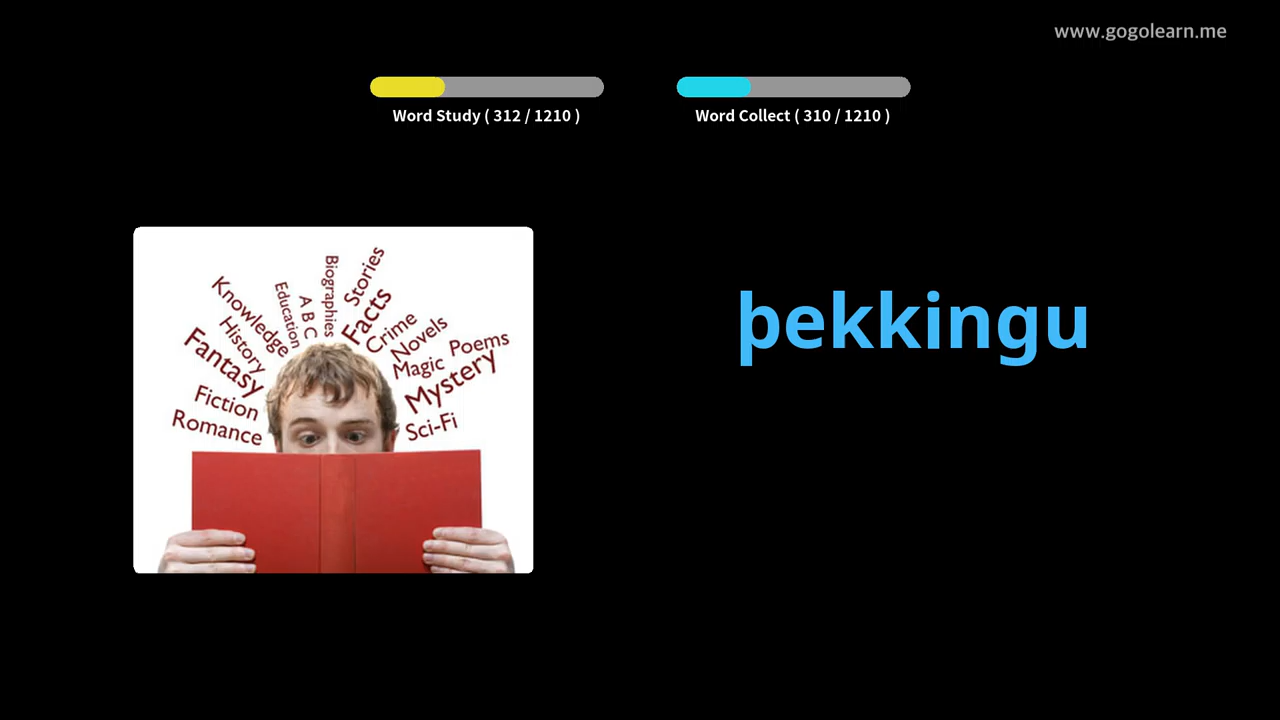 www.gogolearn.me
Word Study ( 312 / 1210 )
Word Collect ( 310 / 1210 )
þekkingu
Biographies
Stories
Education
A B C
Facts
Knowledge
History
Crime
Novels
Fantasy
Magic
Poems
Mystery
Fiction
Romance
Sci-Fi